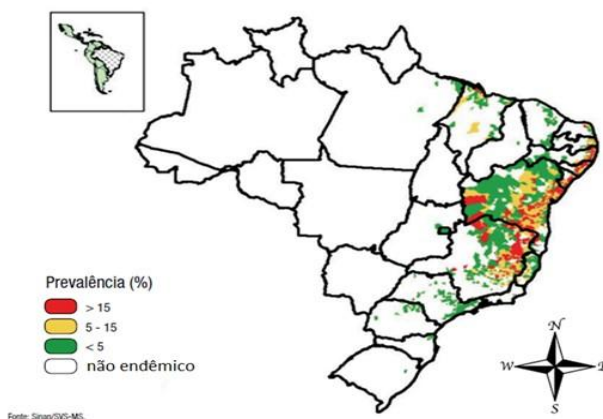 Prevalência (%)
> 15
5 - 15
< 5
não endêmico
N
W
E
S
Fonte: Sinan/SVS-MS.